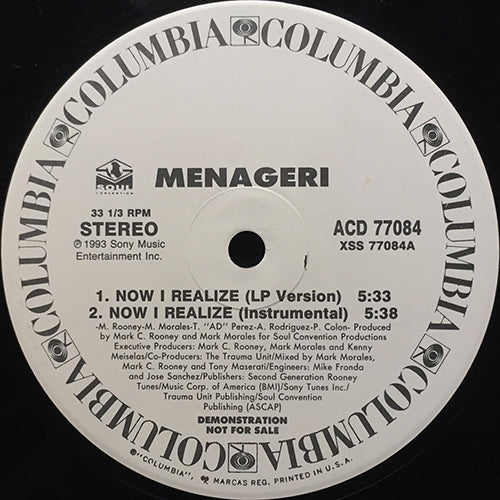 COLUMBIA COLUMBIA COLUMBIA COLUMBIA COLUMBIA COLUMBIA
SOUL
CONVENTION
MENAGERI
33 1/3 RPM
STEREO
℗ 1993 Sony Music
Entertainment Inc.
ACD 77084
XSS 77084A
1. NOW I REALIZE (LP Version) 5:33
2. NOW I REALIZE (Instrumental) 5:38
-M. Rooney-M. Morales-T. "AD" Perez-A. Rodriguez-P. Colon- Produced
by Mark C. Rooney and Mark Morales for Soul Convention Productions
Executive Producers: Mark C. Rooney, Mark Morales and Kenny
Meiselas/Co-Producers: The Trauma Unit/Mixed by Mark Morales,
Mark C. Rooney and Tony Maserati/Engineers: Mike Fronda
and Jose Sanchez/Publishers: Second Generation Rooney
Tunes/Music Corp. of America (BMI)/Sony Tunes Inc./
Trauma Unit Publishing/Soul Convention
Publishing (ASCAP)
DEMONSTRATION
NOT FOR SALE
℗"COLUMBIA", MARCAS REG. PRINTED IN U.S.A.